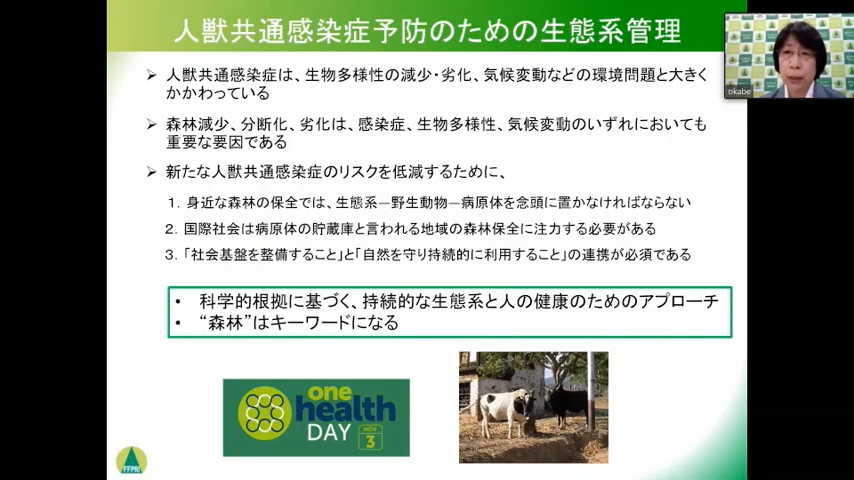 人獣共通感染症予防のための生態系管理
➢ 人獣共通感染症は、生物多様性の減少・劣化、気候変動などの環境問題と大きく
かかわっている
➢ 森林減少、分断化、劣化は、感染症、生物多様性、気候変動のいずれにおいても
重要な要因である
➢ 新たな人獣共通感染症のリスクを低減するために、
1. 身近な森林の保全では、生態系―野生動物―病原体を念頭に置かなければならない
2. 国際社会は病原体の貯蔵庫と言われる地域の森林保全に注力する必要がある
3. 「社会基盤を整備すること」と「自然を守り持続的に利用すること」の連携が必須である
• 科学的根拠に基づく、持続的な生態系と人の健康のためのアプローチ
• “森林”はキーワードになる
one
health
DAY
NOV
3
FFPRI
okabe